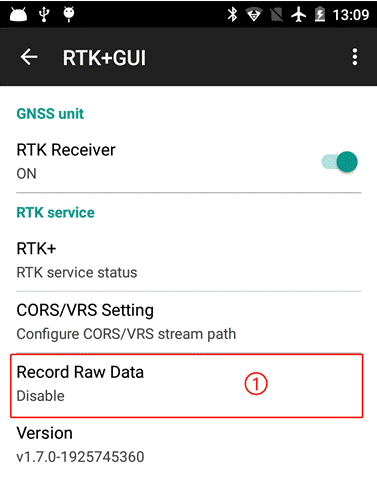 13:09
RTK+GUI
GNSS unit
RTK Receiver
ON
RTK service
RTK+
RTK service status
CORS/VRS Setting
Configure CORS/VRS stream path
Record Raw Data
①
Disable
Version
v1.7.0-1925745360